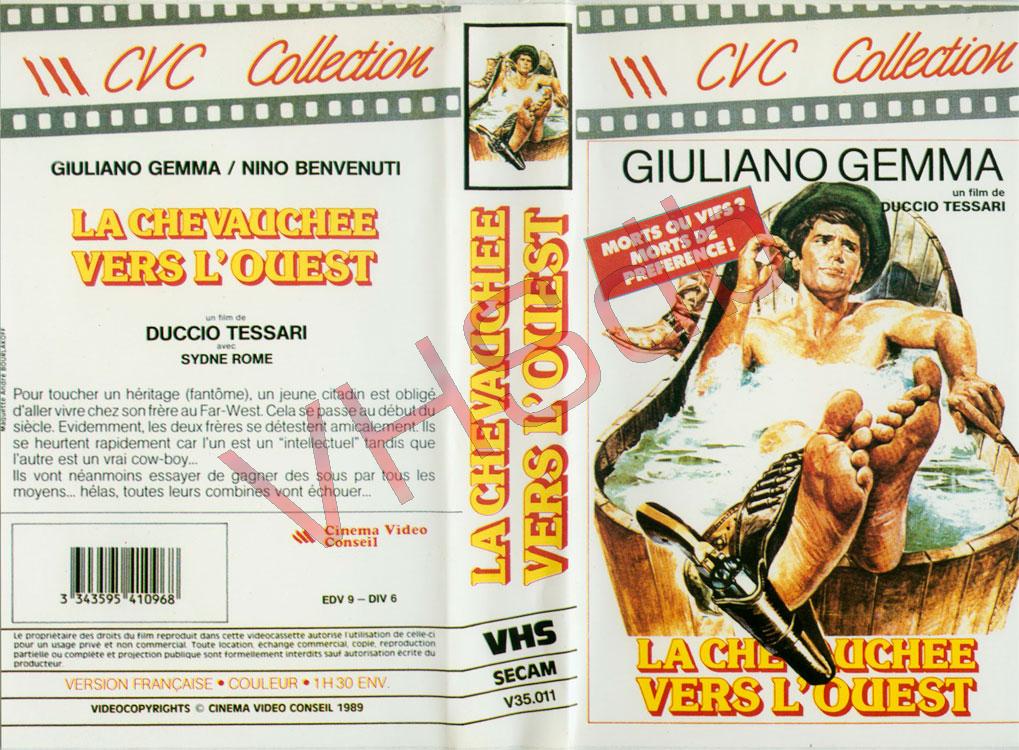 CVC Collection
GIULIANO GEMMA / NINO BENVENUTI
LA CHEVAUCHEE
VERS L'OUEST
un film de
DUCCIO TESSARI
avec
SYDNE ROME
Maquette André BOURLAKOFF
Pour toucher un héritage (fantôme), un jeune citadin est obligé
d'aller vivre chez son frère au Far-West. Cela se passe au début du
siècle. Evidemment, les deux frères se détestent amicalement. Ils
se heurtent rapidement car l'un est un "intellectuel" tandis que
l'autre est un vrai cow-boy...
Ils vont néanmoins essayer de gagner des sous par tous les
moyens... hélas, toutes leurs combines vont échouer...
Cinema Video
Conseil
3 343595 410968
EDV 9 – DIV 6
Le propriétaire des droits du film reproduit dans cette videocassette autorise l'utilisation de celle-ci
pour un usage privé et non commercial. Toute location, échange commercial, copie, reproduction
partielle ou complète et projection publique sont formellement interdits sauf autorisation écrite du
producteur.
VERSION FRANÇAISE • COULEUR • 1H30 ENV.
VIDEOCOPYRIGHTS © CINEMA VIDEO CONSEIL 1989
LA CHEVAUCHEE
VERS L'OUEST
VHS
SECAM
V35.011
CVC Collection
GIULIANO GEMMA
un film de
DUCCIO TESSARI
MORTS OU VIFS ?
MORTS DE
PREFERENCE !
LA CHE AUCHEE
VERS L'OUEST